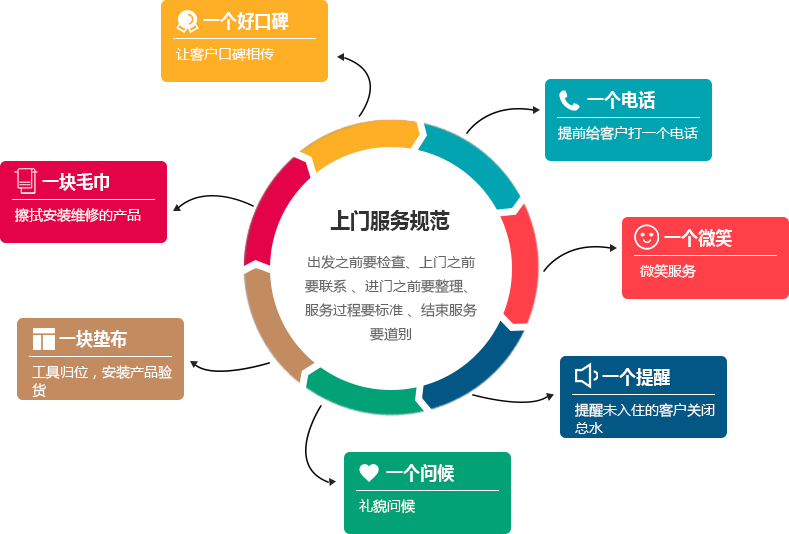 一个好口碑
让客户口碑相传
一个电话
提前给客户打一个电话
一块毛巾
擦拭安装维修的产品
上门服务规范
出发之前要检查、上门之前
要联系 、进门之前要整理、
服务过程要标准 、结束服务
要道别
一个微笑
微笑服务
一块垫布
工具归位，安装产品验
货
一个提醒
提醒未入住的客户关闭
总水
一个问候
礼貌问候